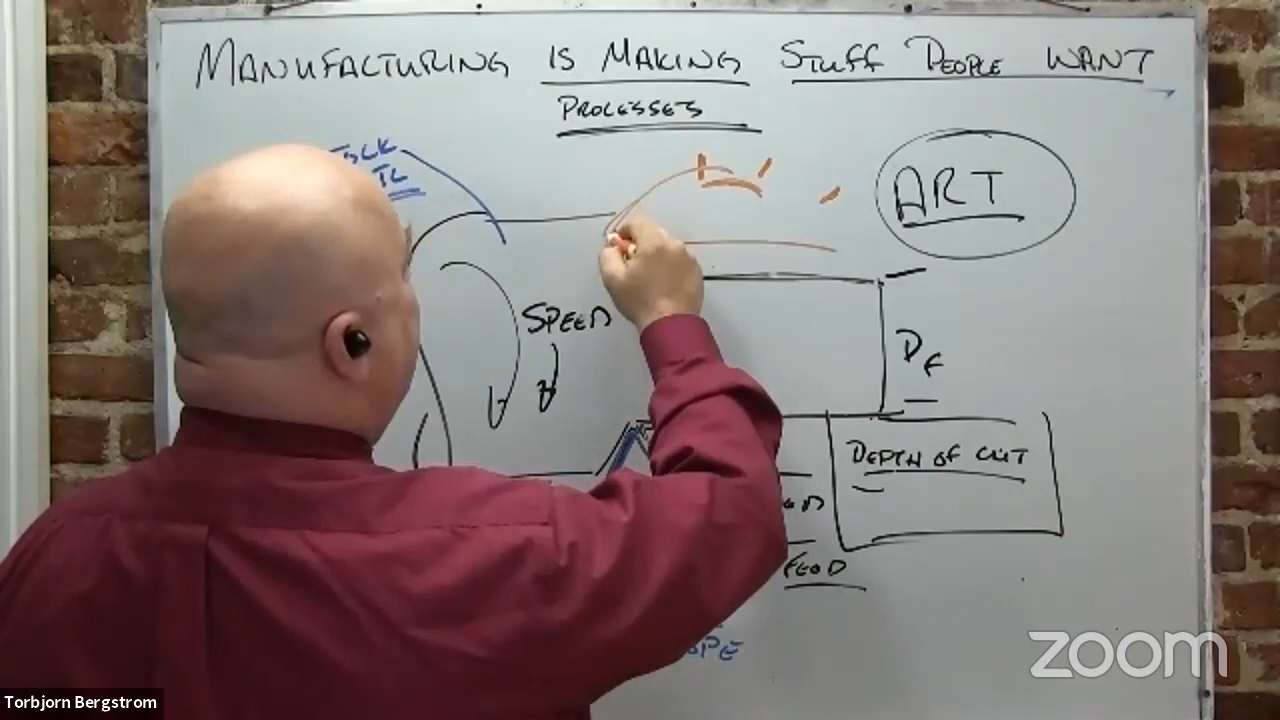 MANUFACTURING IS MAKING STUFF PEOPLE WANT
PROCESSES
ART
SPEED
DF
DEPTH OF CUT
FEED
zoom
Torbjorn Bergstrom